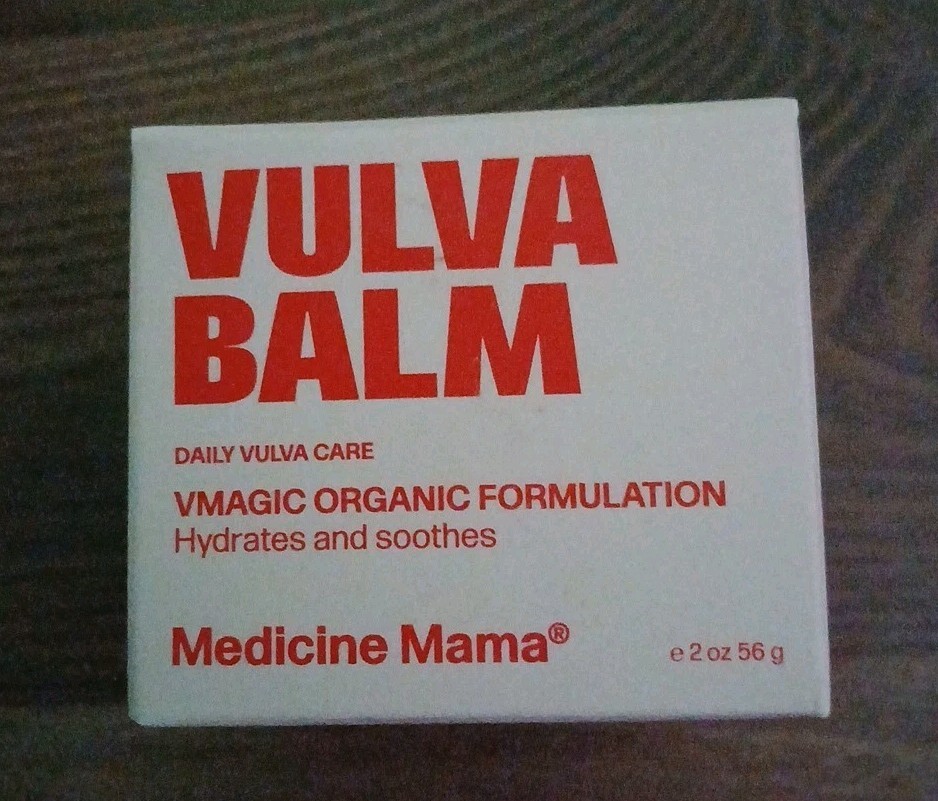 VULVA
BALM
DAILY VULVA CARE
VMAGIC ORGANIC FORMULATION
Hydrates and soothes
Medicine Mama®
℮ 2 oz 56 g